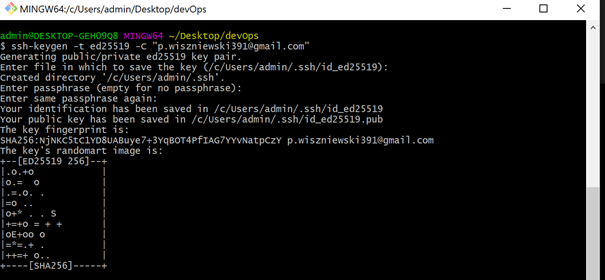 MINGW64:/c/Users/admin/Desktop/devOps
admin@DESKTOP-GEHO9Q8 MINGW64 ~/Desktop/devOps
$ ssh-keygen -t ed25519 -C "p.wiszniewski391@gmail.com"
Generating public/private ed25519 key pair.
Enter file in which to save the key (/c/Users/admin/.ssh/id_ed25519):
Created directory '/c/Users/admin/.ssh'.
Enter passphrase (empty for no passphrase):
Enter same passphrase again:
Your identification has been saved in /c/Users/admin/.ssh/id_ed25519
Your public key has been saved in /c/Users/admin/.ssh/id_ed25519.pub
The key fingerprint is:
SHA256:NjNKC5tC1YD8UABuye7+3YqBOT4PfIAG7YYvNatpCzY p.wiszniewski391@gmail.com
The key's randomart image is:
+--[ED25519 256]--+
|.o.+o            |
|o.=  o           |
|.=.o. .          |
|=o ..            |
|o+* . . S        |
|+=+o = + +       |
|oE+oo o          |
|=*=.+ .          |
|++=+ o..         |
+----[SHA256]-----+